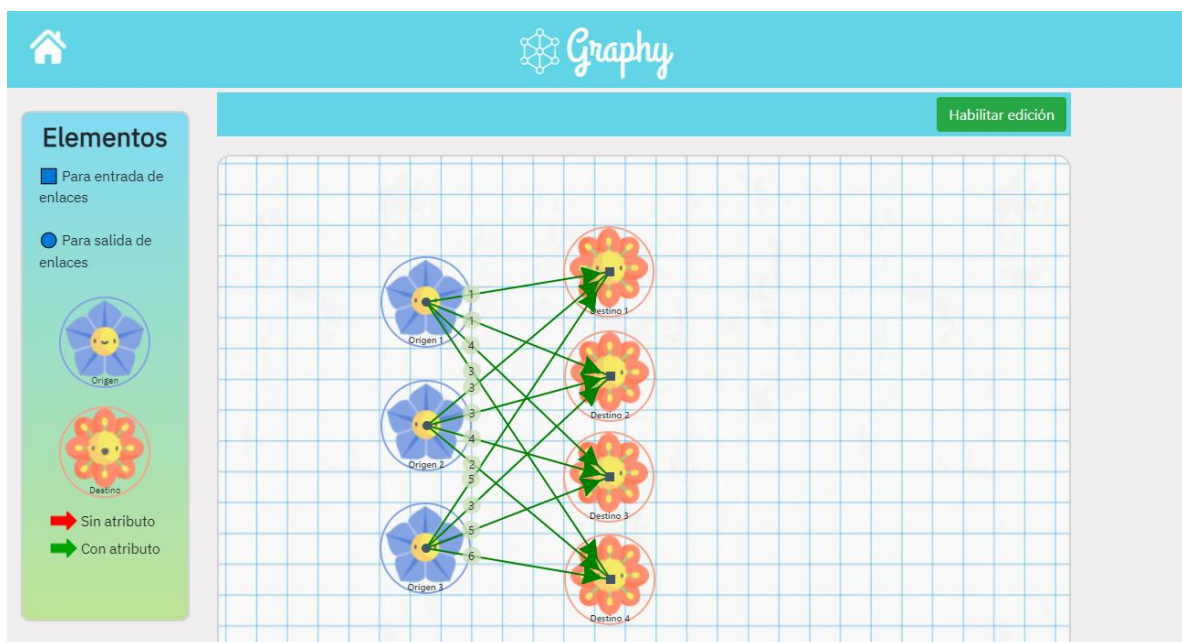 Graphy
Habilitar edición
Elementos
Para entrada de
enlaces
Para salida de
enlaces
Origen
Destino
Sin atributo
Con atributo
Origen 1
Origen 2
Origen 3
1
1
4
3
3
3
4
2
5
3
5
6
Destino 1
Destino 2
Destino 3
Destino 4